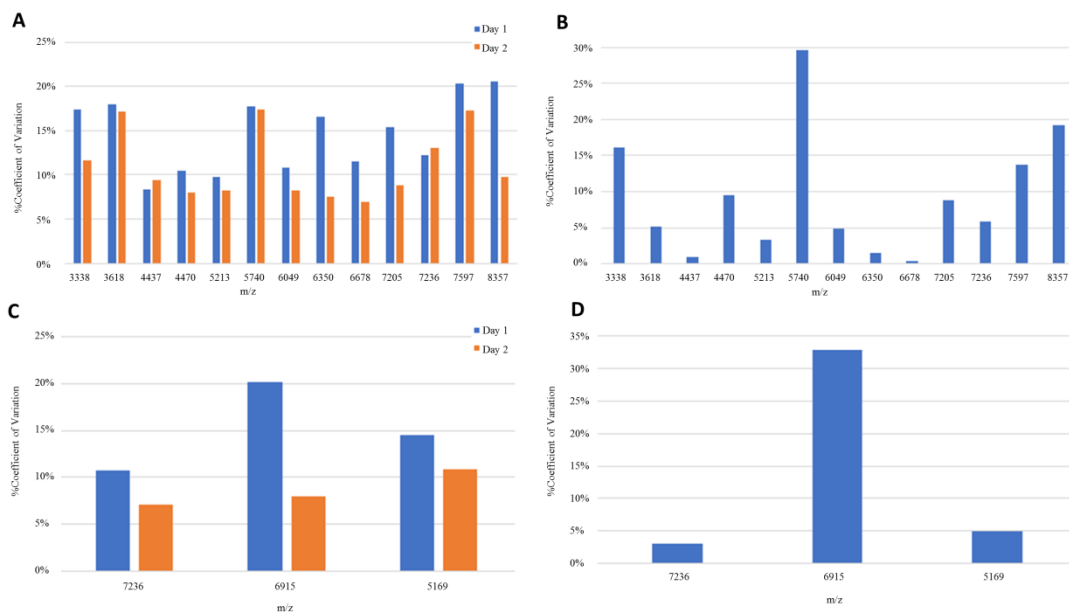 A
Day 1
Day 2
25%
20%
15%
10%
5%
0%
%Coefficient of Variation
3338 3618 4437 4470 5213 5740 6049 6350 6678 7205 7236 7597 8357
m/z
B
30%
25%
20%
15%
10%
5%
0%
%Coefficient of Variation
3338 3618 4437 4470 5213 5740 6049 6350 6678 7205 7236 7597 8357
m/z
C
Day 1
Day 2
25%
20%
15%
10%
5%
0%
%Coefficient of Variation
7236 6915 5169
m/z
D
35%
30%
25%
20%
15%
10%
5%
0%
%Coefficient of Variation
7236 6915 5169
m/z